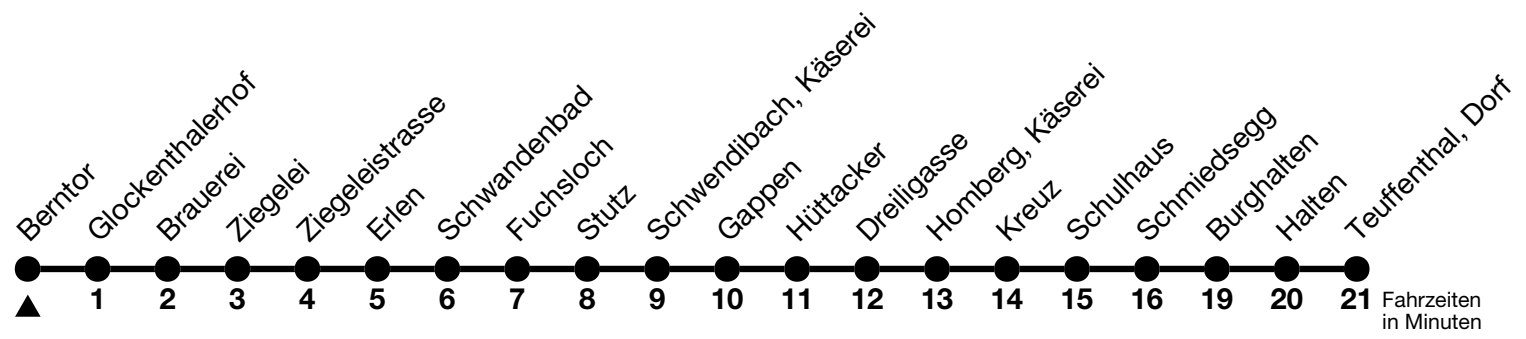 Berntor
Glockenthalerhof
Brauerei
Ziegelei
Ziegeleistrasse
Erlen
Schwandenbad
Fuchsloch
Stutz
Schwendibach, Käserei
Gappen
Hüttacker
Dreiligasse
Homberg, Käserei
Kreuz
Schulhaus
Schmiedsegg
Burghalten
Halten
Teuffenthal, Dorf
1 2 3 4 5 6 7 8 9 10 11 12 13 14 15 16 19 20 21 Fahrzeiten
in Minuten